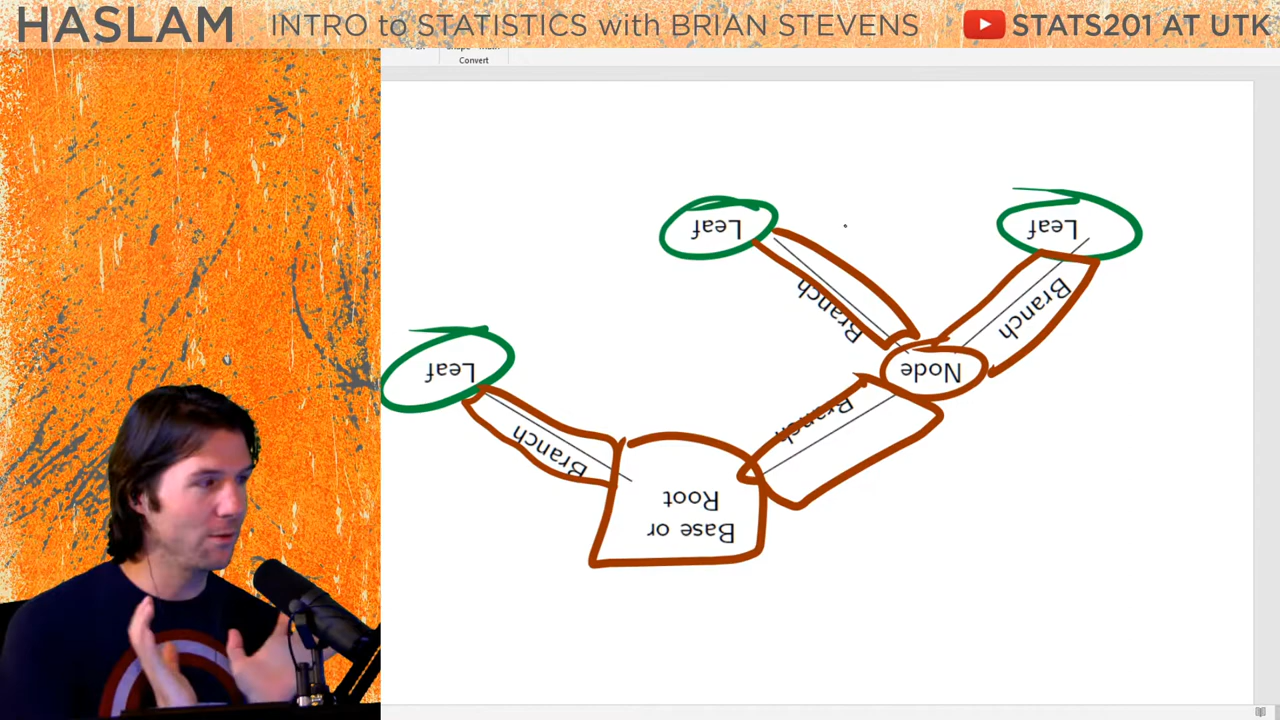 HASLAM INTRO to STATISTICS with BRIAN STEVENS STATS201 AT UTK
Convert
Leaf
Leaf
Branch
Branch
Leaf
Node
Branch
Branch
Base or
Root